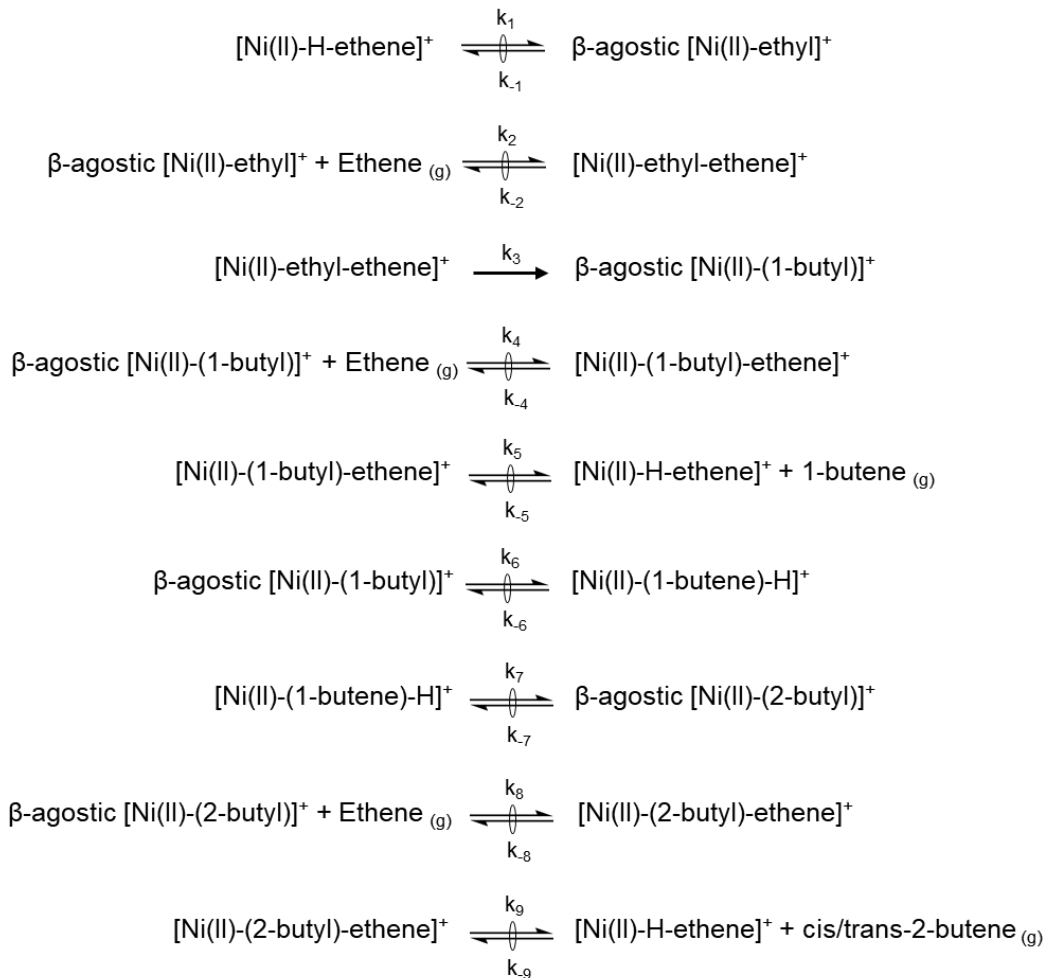 k₁
[Ni(II)-H-ethene]⁺ β-agostic [Ni(II)-ethyl]⁺
k₋₁
k₂
β-agostic [Ni(II)-ethyl]⁺ + Ethene (g) [Ni(II)-ethyl-ethene]⁺
k₋₂
k₃
[Ni(II)-ethyl-ethene]⁺ β-agostic [Ni(II)-(1-butyl)]⁺
k₄
β-agostic [Ni(II)-(1-butyl)]⁺ + Ethene (g) [Ni(II)-(1-butyl)-ethene]⁺
k₋₄
k₅
[Ni(II)-(1-butyl)-ethene]⁺ [Ni(II)-H-ethene]⁺ + 1-butene (g)
k₋₅
k₆
β-agostic [Ni(II)-(1-butyl)]⁺ [Ni(II)-(1-butene)-H]⁺
k₋₆
k₇
[Ni(II)-(1-butene)-H]⁺ β-agostic [Ni(II)-(2-butyl)]⁺
k₋₇
k₈
β-agostic [Ni(II)-(2-butyl)]⁺ + Ethene (g) [Ni(II)-(2-butyl)-ethene]⁺
k₋₈
k₉
[Ni(II)-(2-butyl)-ethene]⁺ [Ni(II)-H-ethene]⁺ + cis/trans-2-butene (g)
k₋₉